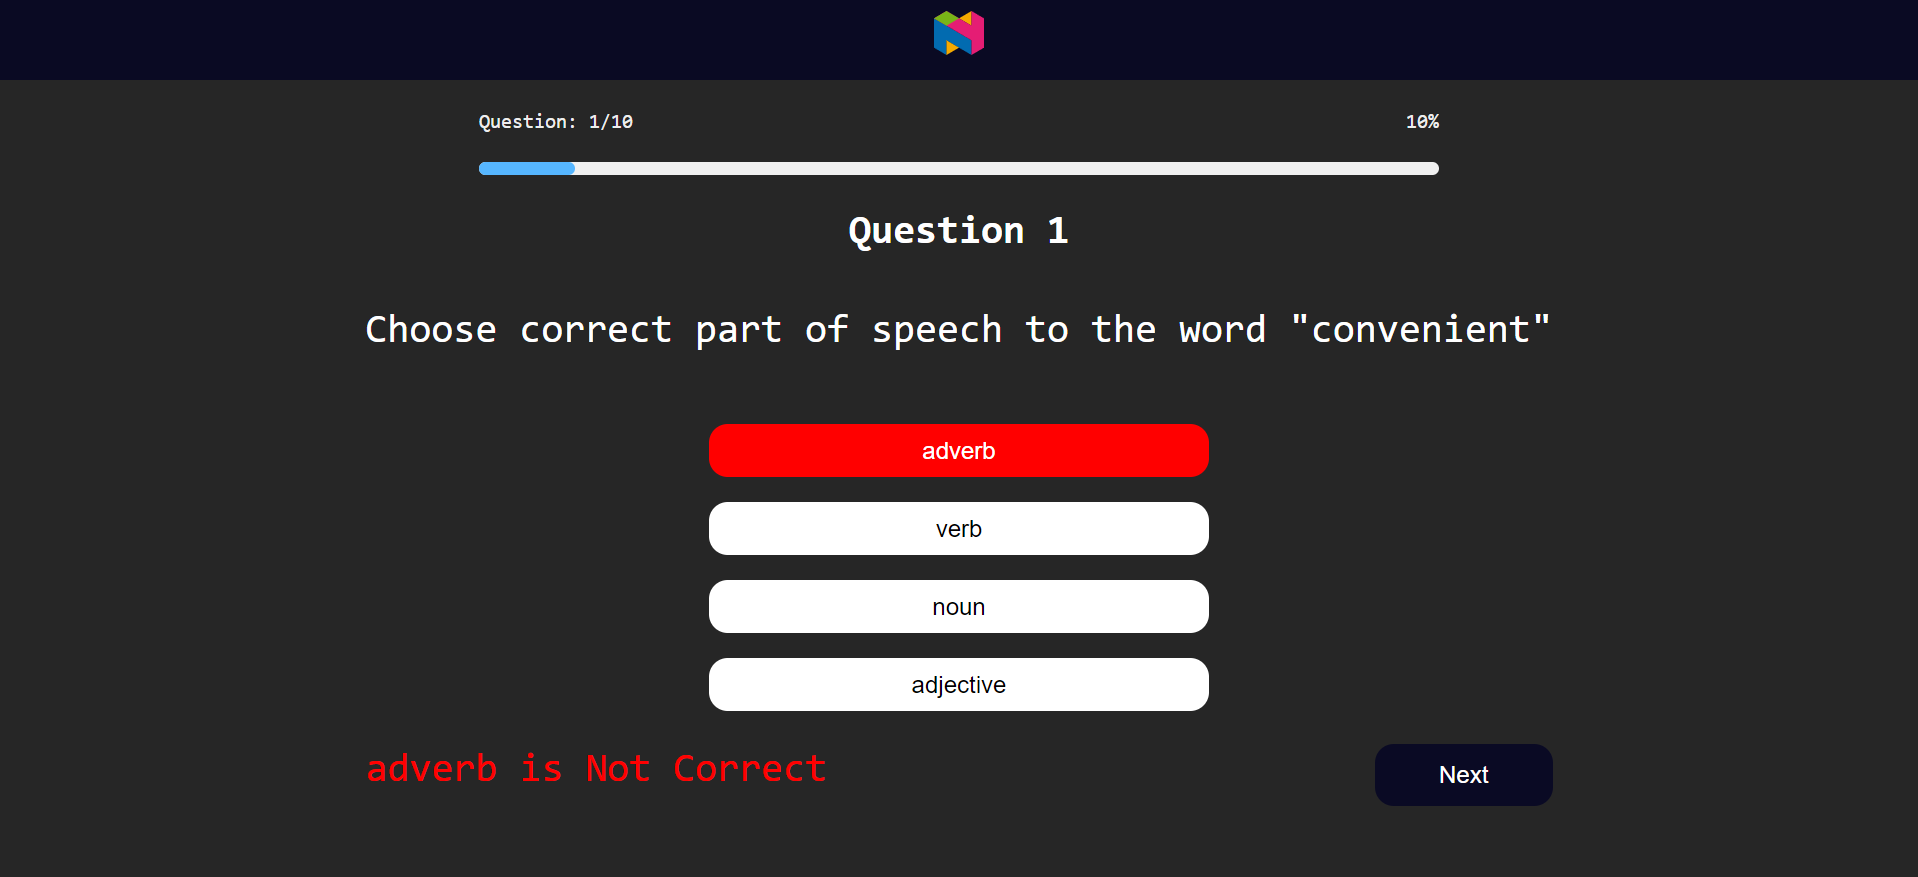 Question: 1/10
10%
Question 1
Choose correct part of speech to the word "convenient"
adverb
verb
noun
adjective
adverb is Not Correct
Next